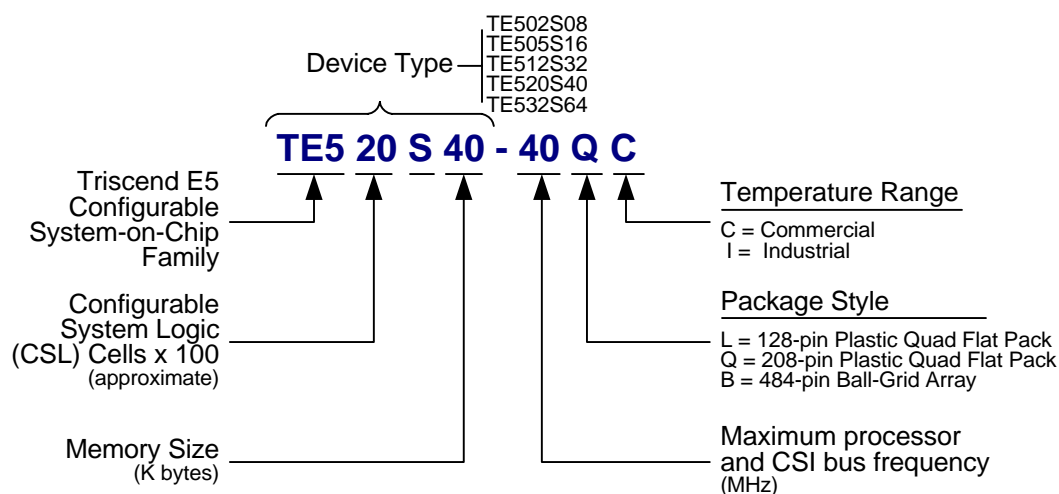 TE502S08
TE505S16
Device Type
TE512S32
TE520S40
TE532S64
TE5 20 S 40 - 40 Q C
Triscend E5
Configurable
System-on-Chip
Family
Configurable
System Logic
(CSL) Cells x 100
(approximate)
Memory Size
(K bytes)
Temperature Range
C = Commercial
I = Industrial
Package Style
L = 128-pin Plastic Quad Flat Pack
Q = 208-pin Plastic Quad Flat Pack
B = 484-pin Ball-Grid Array
Maximum processor
and CSI bus frequency
(MHz)